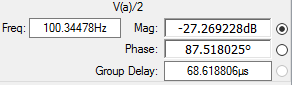 V(a)/2
Freq: 100.34478Hz Mag: -27.269228dB
Phase: 87.518025°
Group Delay: 68.618806µs